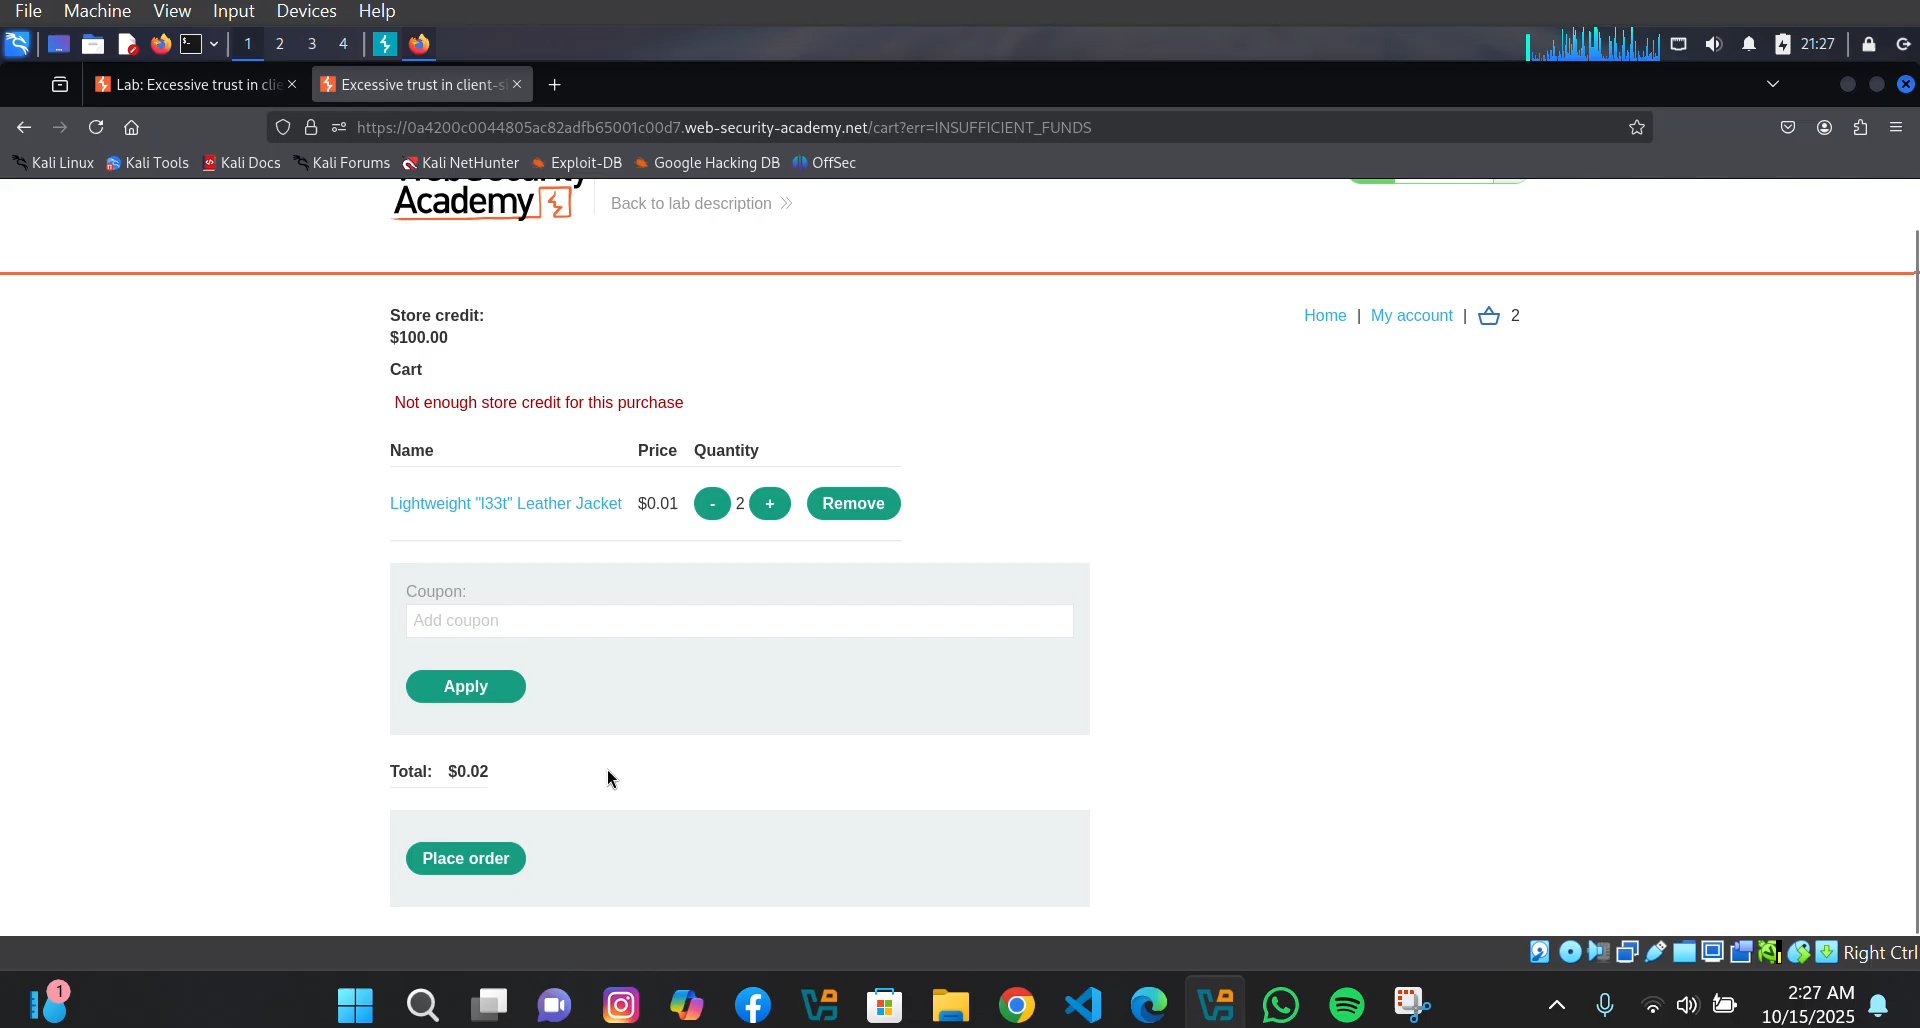 File Machine View Input Devices Help
1 2 3 4 21:27
Lab: Excessive trust in clie Excessive trust in client-s
https://0a4200c0044805ac82adfb65001c00d7.web-security-academy.net/cart?err=INSUFFICIENT_FUNDS
Kali Linux Kali Tools Kali Docs Kali Forums Kali NetHunter Exploit-DB Google Hacking DB OffSec
Web Security
Academy Back to lab description
Store credit: Home | My account | 2
$100.00
Cart
Not enough store credit for this purchase
Name Price Quantity
Lightweight "l33t" Leather Jacket $0.01 - 2 + Remove
Coupon:
Add coupon
Apply
Total: $0.02
Place order
Right Ctrl
1
2:27 AM
10/15/2025